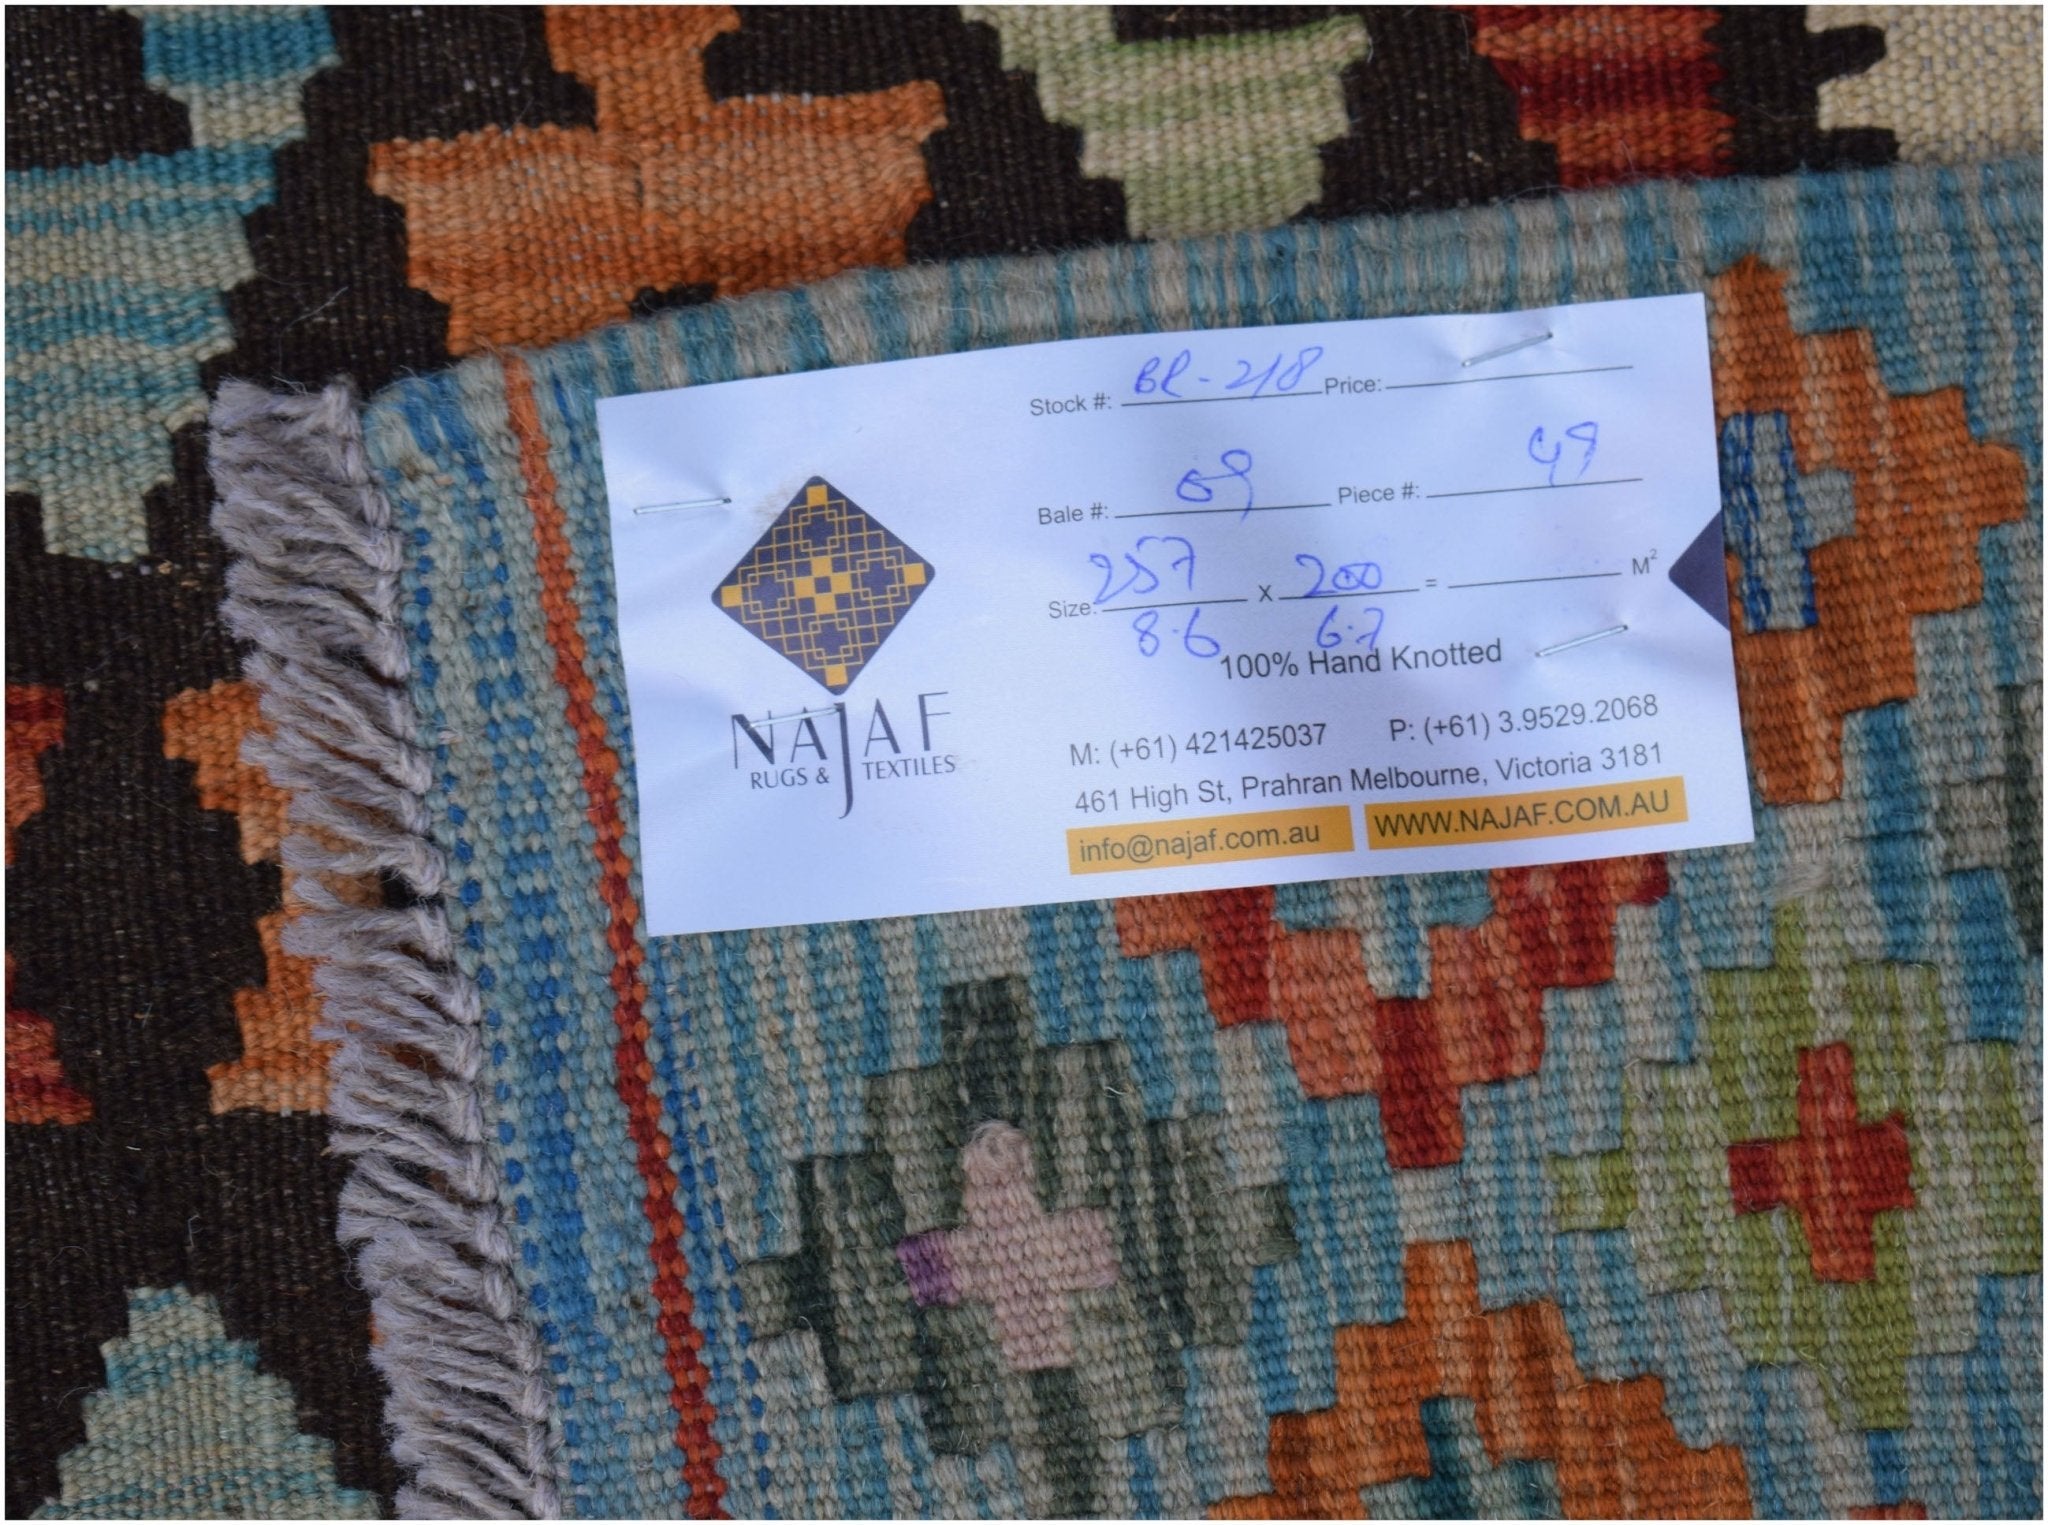 NAJAF
RUGS & TEXTILES
Stock #: BR-218 Price:
Bale #: 09 Piece #: 49
Size: 257 x 200 = M²
8.6 6.7
100% Hand Knotted
M: (+61) 421425037 P: (+61) 3.9529.2068
461 High St, Prahran Melbourne, Victoria 3181
info@najaf.com.au WWW.NAJAF.COM.AU